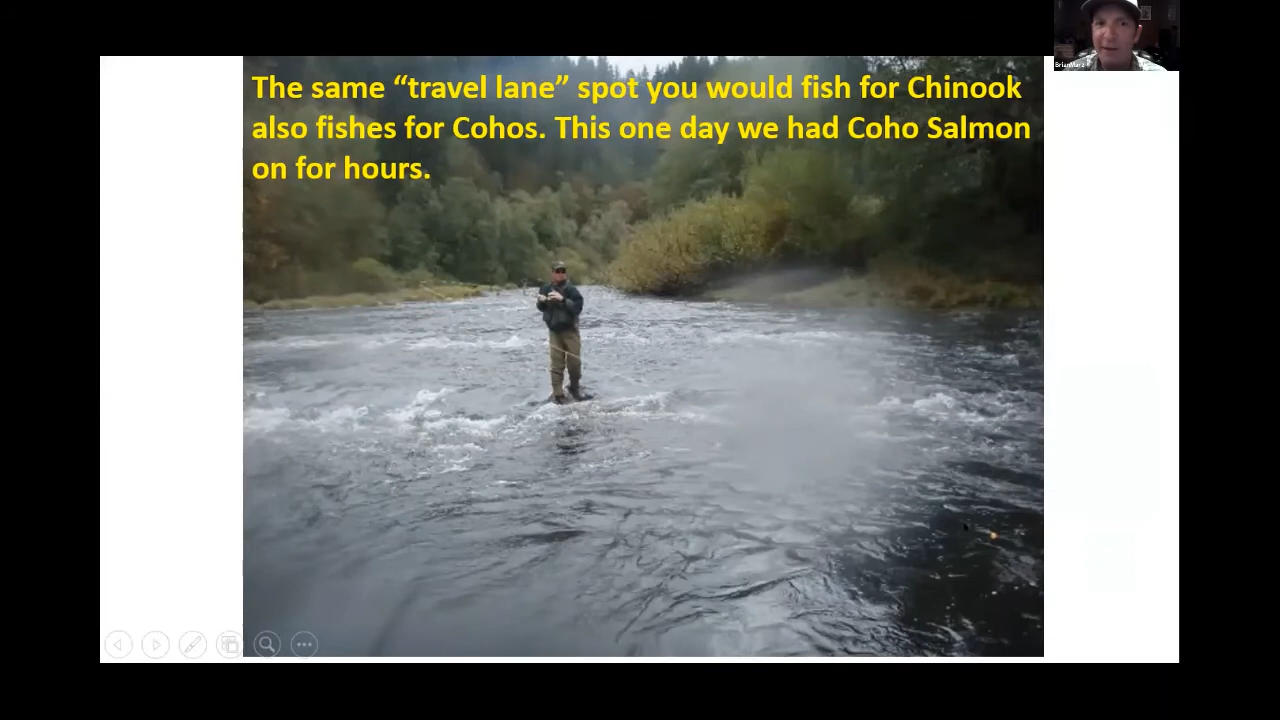 The same “travel lane” spot you would fish for Chinook
also fishes for Cohos. This one day we had Coho Salmon
on for hours.